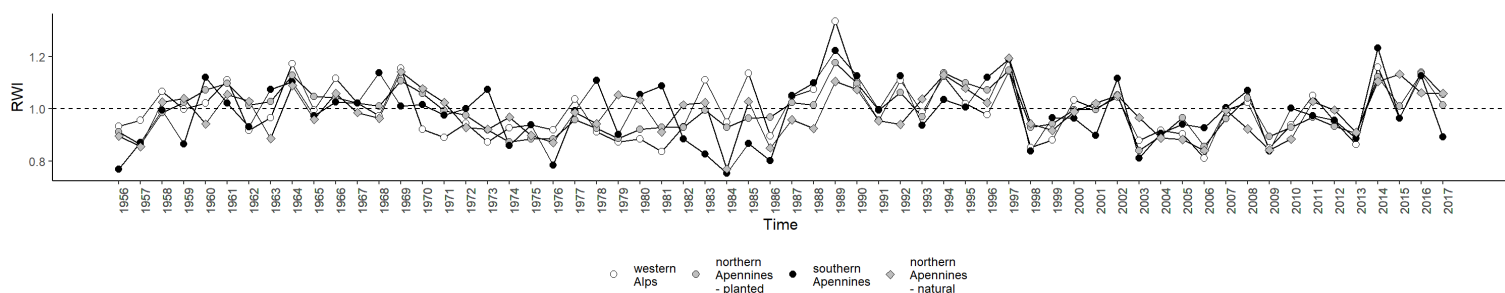 RWI
1.2
1.0
0.8
1956 1957 1958 1959 1960 1961 1962 1963 1964 1965 1966 1967 1968 1969 1970 1971 1972 1973 1974 1975 1976 1977 1978 1979 1980 1981 1982 1983 1984 1985 1986 1987 1988 1989 1990 1991 1992 1993 1994 1995 1996 1997 1998 1999 2000 2001 2002 2003 2004 2005 2006 2007 2008 2009 2010 2011 2012 2013 2014 2015 2016 2017
Time
western
Alps
northern
Apennines
- planted
southern
Apennines
northern
Apennines
- natural